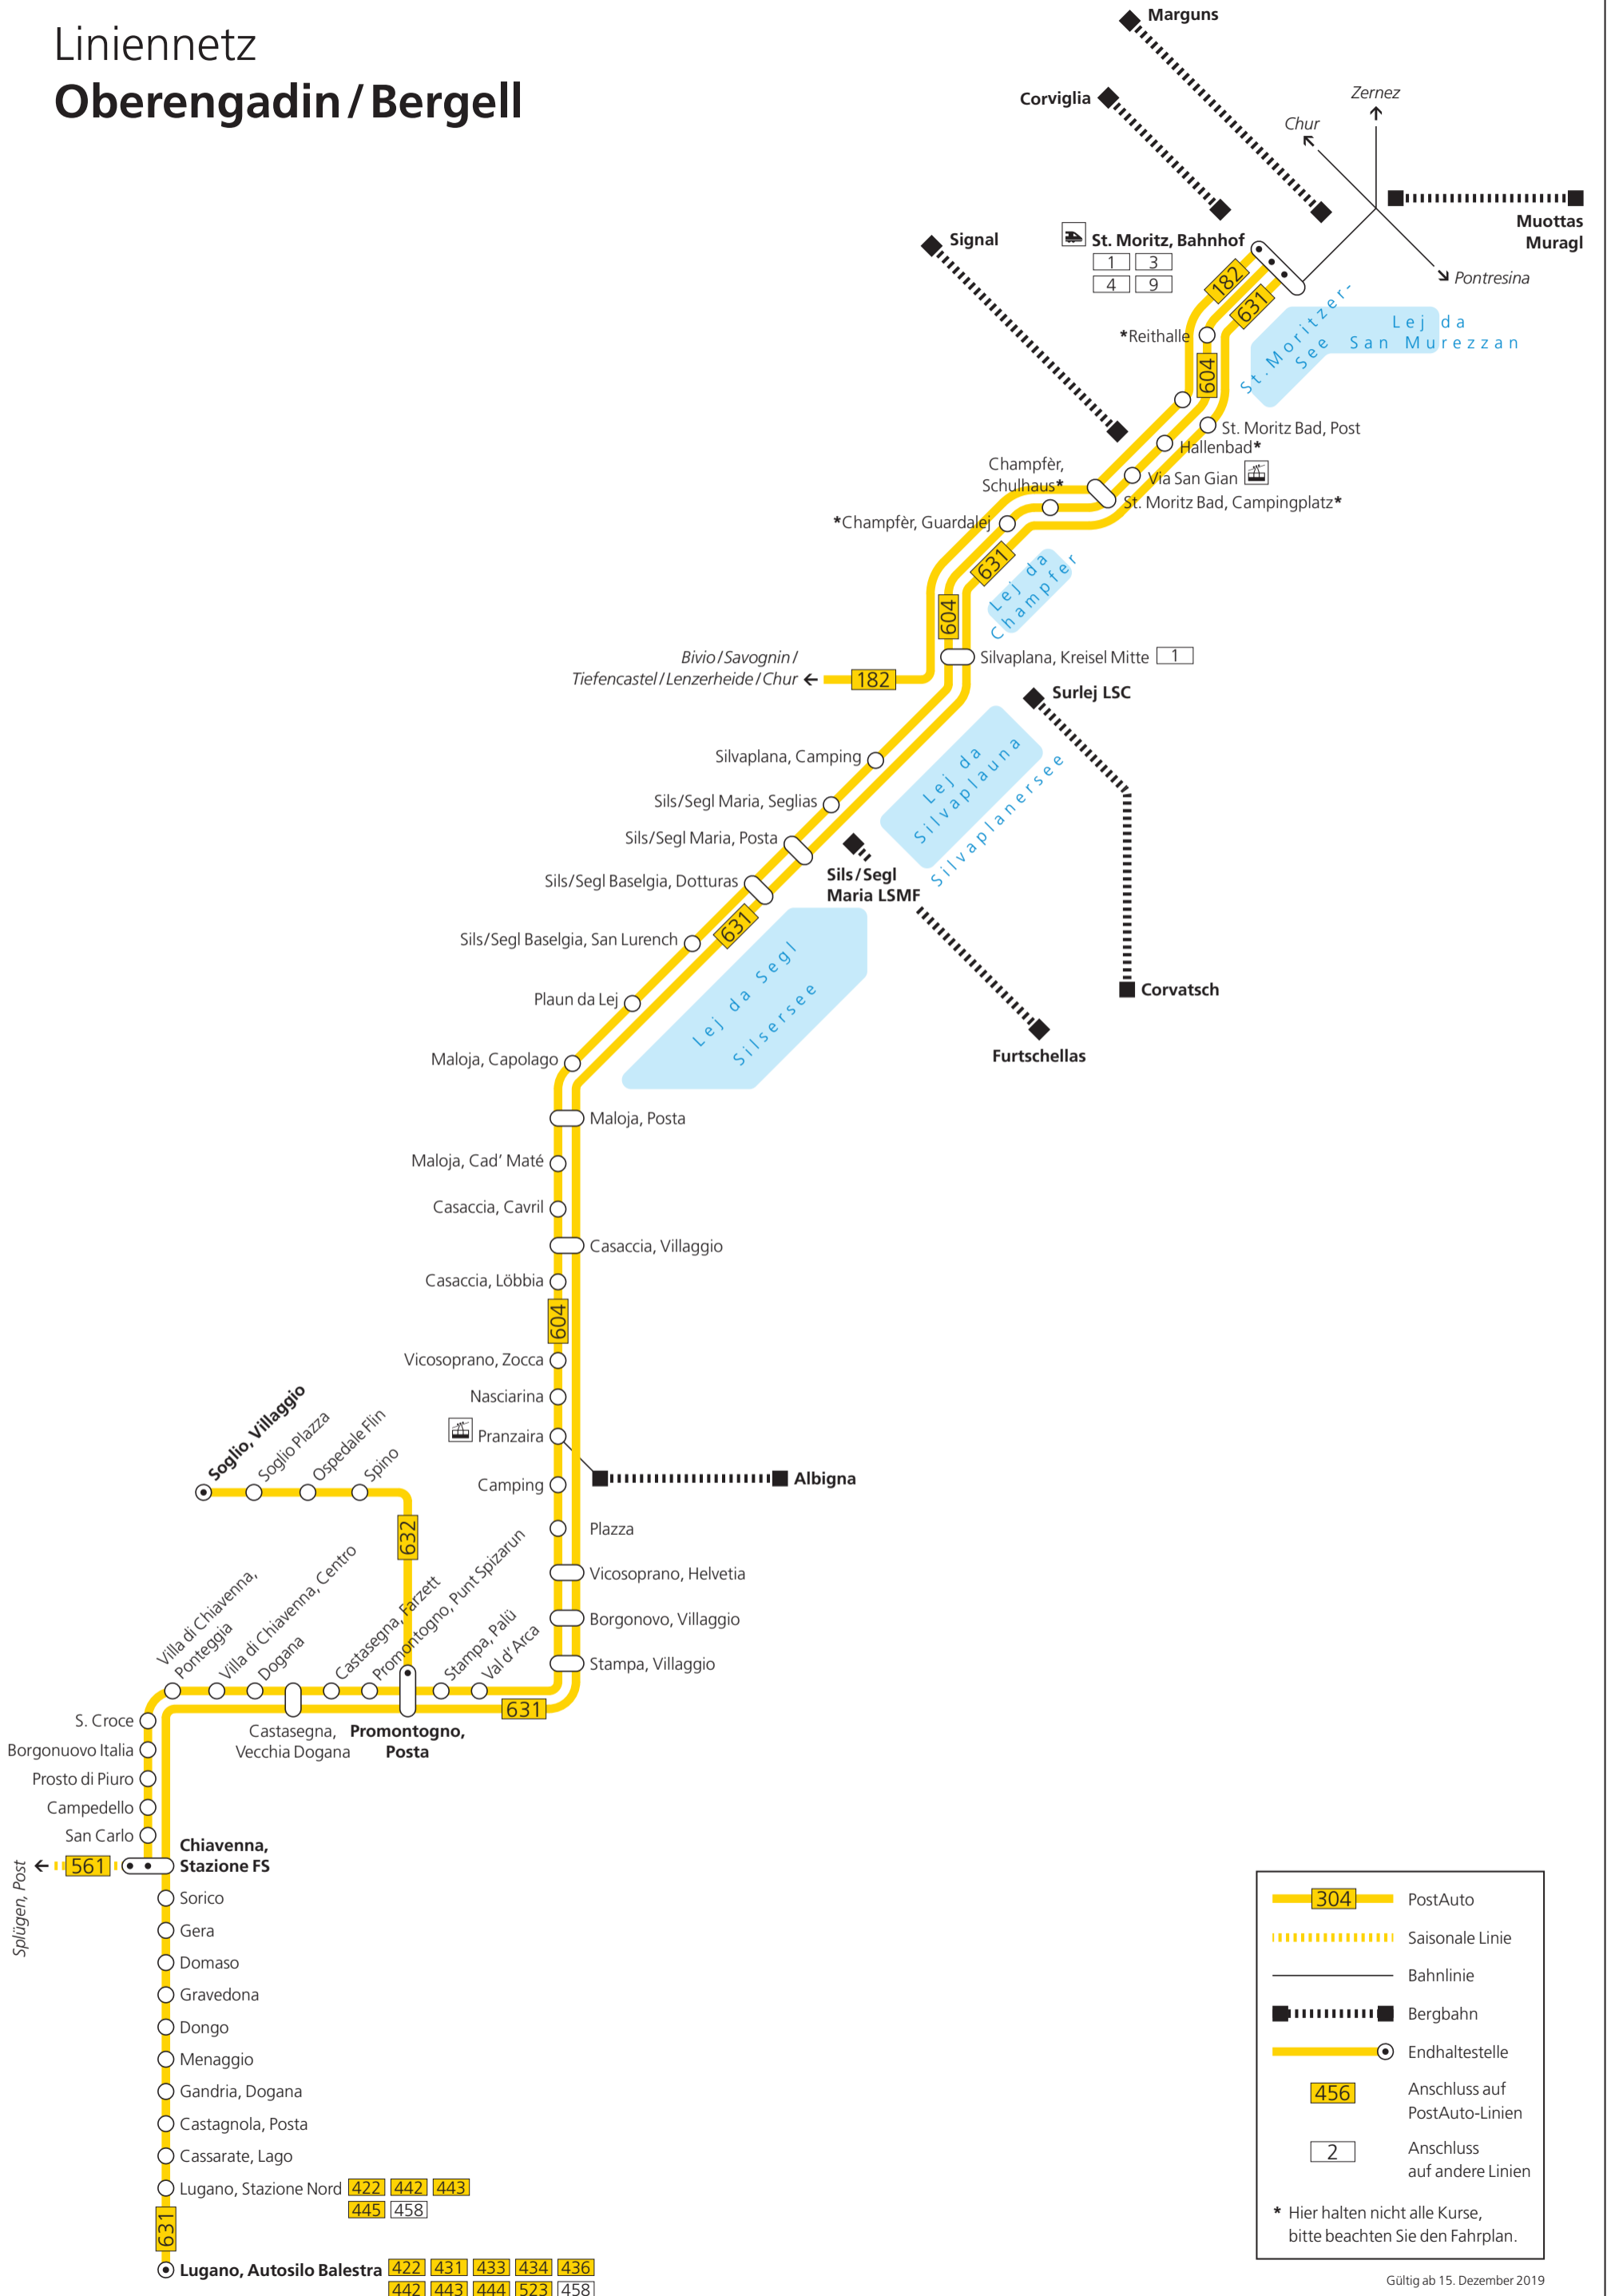 Liniennetz
Oberengadin / Bergell
Marguns
Corviglia
Zernez
Chur
Muottas
Muragl
Pontresina
Signal
St. Moritz, Bahnhof
1 3
4 9
182
631
*Reithalle
604
St. Moritzer-
See
Lej da
San Murezzan
St. Moritz Bad, Post
Hallenbad*
Via San Gian
St. Moritz Bad, Campingplatz*
Champfèr,
Schulhaus*
*Champfèr, Guardalej
631
Lej da
Champfer
604
Silvaplana, Kreisel Mitte 1
Bivio / Savognin /
Tiefencastel / Lenzerheide / Chur
182
Surlej LSC
Silvaplana, Camping
Lej da
Silvaplauna
Silvaplanersee
Sils/Segl Maria, Seglias
Sils/Segl Maria, Posta
Sils / Segl
Maria LSMF
Sils/Segl Baselgia, Dotturas
631
Sils/Segl Baselgia, San Lurench
Lej da Segl
Silsersee
Corvatsch
Furtschellas
Plaun da Lej
Maloja, Capolago
Maloja, Posta
Maloja, Cad' Maté
Casaccia, Cavril
Casaccia, Villaggio
Casaccia, Löbbia
604
Vicosoprano, Zocca
Nasciarina
Pranzaira
Albigna
Camping
Plazza
Vicosoprano, Helvetia
Borgonovo, Villaggio
Stampa, Villaggio
Soglio, Villaggio
Soglio Plazza
Ospedale Flin
Spino
632
Villa di Chiavenna,
Ponteggia
Villa di Chiavenna, Centro
Dogana
Castasegna, Farzett
Promontogno, Punt Spizarun
Stampa, Palü
Val d'Arca
631
Castasegna,
Vecchia Dogana
Promontogno,
Posta
S. Croce
Borgonuovo Italia
Prosto di Piuro
Campedello
San Carlo
Chiavenna,
Stazione FS
561
Splügen, Post
Sorico
Gera
Domaso
Gravedona
Dongo
Menaggio
Gandria, Dogana
Castagnola, Posta
Cassarate, Lago
Lugano, Stazione Nord 422 442 443
445 458
631
Lugano, Autosilo Balestra 422 431 433 434 436
442 443 444 523 458
304 PostAuto
Saisonale Linie
Bahnlinie
Bergbahn
Endhaltestelle
456 Anschluss auf
PostAuto-Linien
2 Anschluss
auf andere Linien
* Hier halten nicht alle Kurse,
bitte beachten Sie den Fahrplan.
Gültig ab 15. Dezember 2019